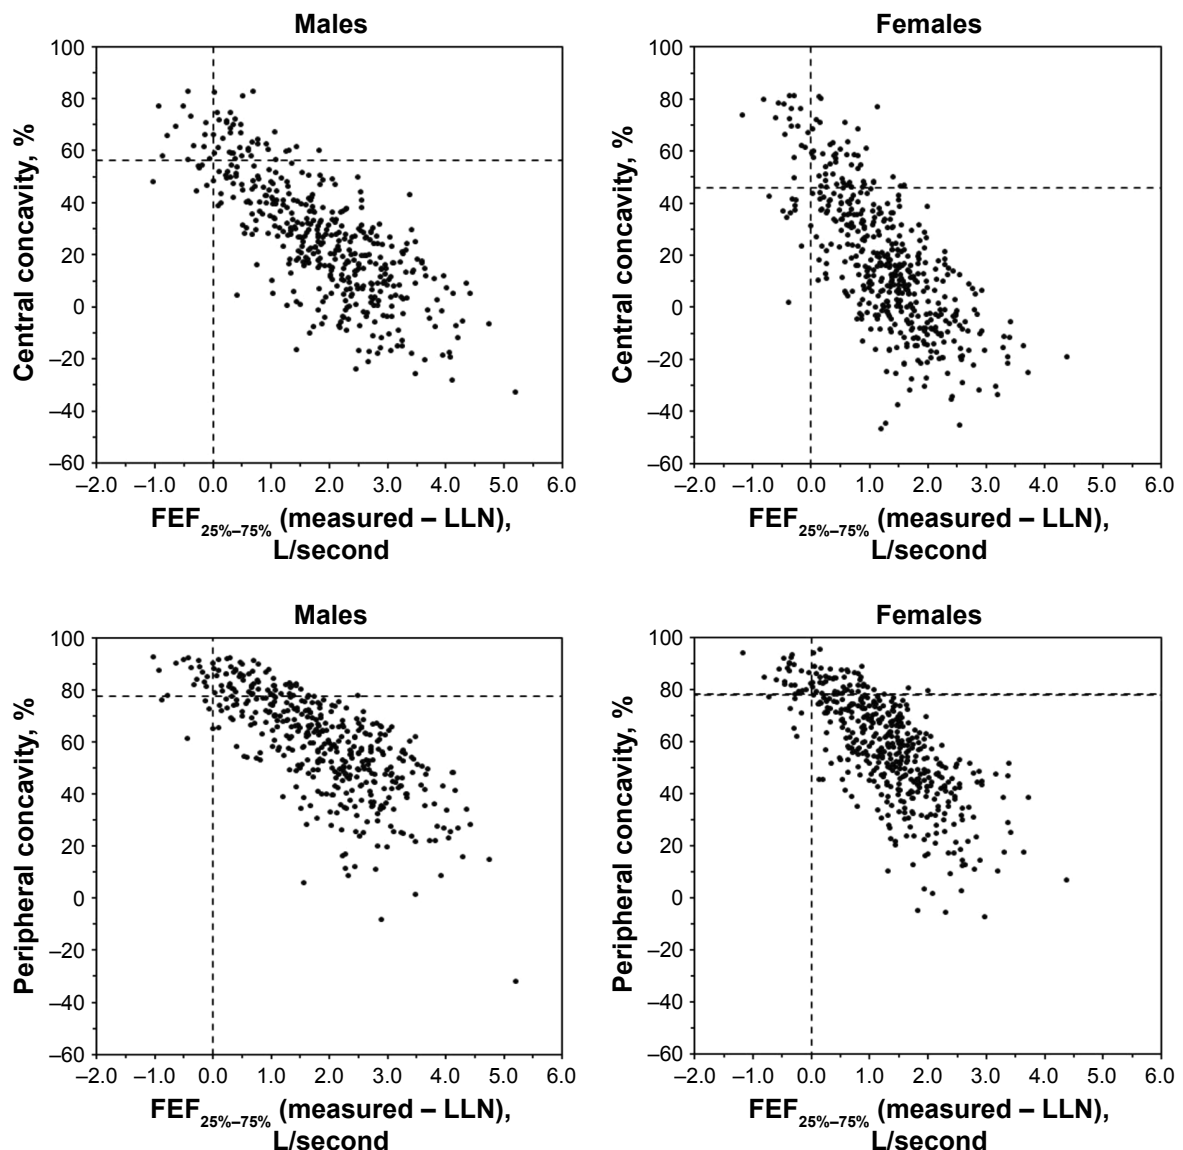 Males
Females
100
80
60
40
20
0
–20
–40
–60
Central concavity, %
–2.0 –1.0 0.0 1.0 2.0 3.0 4.0 5.0 6.0
FEF25%–75% (measured – LLN),
L/second
100
80
60
40
20
0
–20
–40
–60
Central concavity, %
–2.0 –1.0 0.0 1.0 2.0 3.0 4.0 5.0 6.0
FEF25%–75% (measured – LLN),
L/second
Males
Females
100
80
60
40
20
0
–20
–40
–60
Peripheral concavity, %
–2.0 –1.0 0.0 1.0 2.0 3.0 4.0 5.0 6.0
FEF25%–75% (measured – LLN),
L/second
100
80
60
40
20
0
–20
–40
–60
Peripheral concavity, %
–2.0 –1.0 0.0 1.0 2.0 3.0 4.0 5.0 6.0
FEF25%–75% (measured – LLN),
L/second